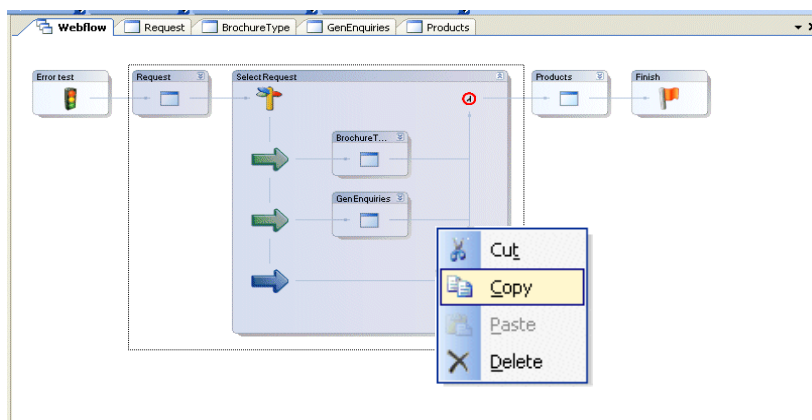 Webflow Request BrochureType GenEnquiries Products
Error test Request SelectRequest Products Finish
BrochureT...
GenEnquiries
Cut
Copy
Paste
Delete